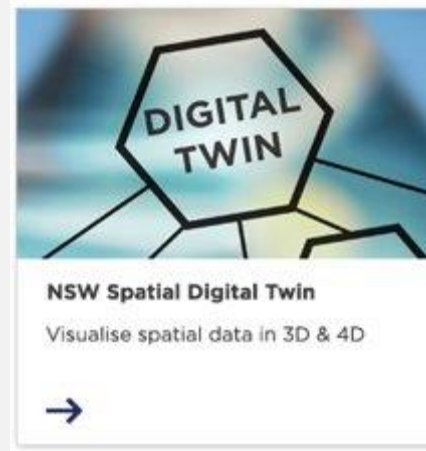 DIGITAL
TWIN
NSW Spatial Digital Twin
Visualise spatial data in 3D & 4D